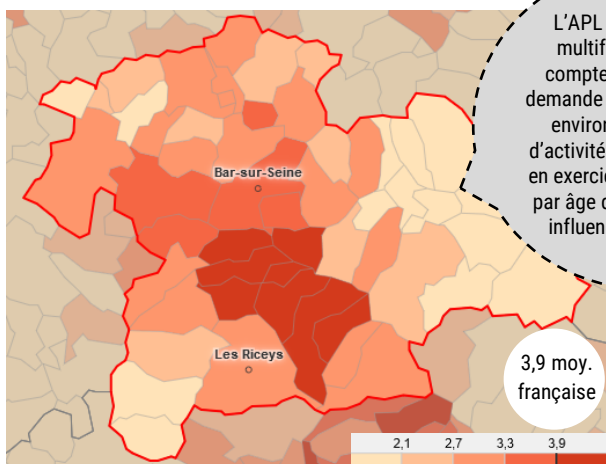 L'APL
multif
compte
demande
environ
d'activité
en exercic
par âge d
influen
Bar-sur-Seine
Les Riceys
3,9 moy.
française
2,1 2,7 3,3 3,9